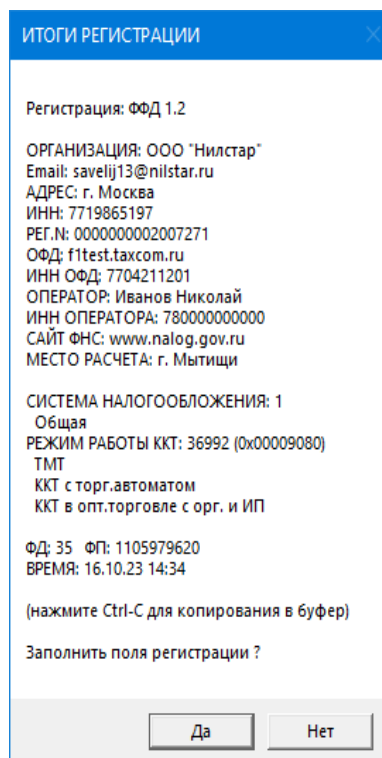 ИТОГИ РЕГИСТРАЦИИ
Регистрация: ФФД 1.2
ОРГАНИЗАЦИЯ: ООО "Нилстар"
Email: savelij13@nilstar.ru
АДРЕС: г. Москва
ИНН: 7719865197
РЕГ.N: 0000000002007271
ОФД: f1test.taxcom.ru
ИНН ОФД: 7704211201
ОПЕРАТОР: Иванов Николай
ИНН ОПЕРАТОРА: 780000000000
САЙТ ФНС: www.nalog.gov.ru
МЕСТО РАСЧЕТА: г. Мытищи
СИСТЕМА НАЛОГООБЛОЖЕНИЯ: 1
Общая
РЕЖИМ РАБОТЫ ККТ: 36992 (0x00009080)
ТМТ
ККТ с торг.автоматом
ККТ в опт.торговле с орг. и ИП
ФД: 35 ФП: 1105979620
ВРЕМЯ: 16.10.23 14:34
(нажмите Ctrl-C для копирования в буфер)
Заполнить поля регистрации ?
Да Нет